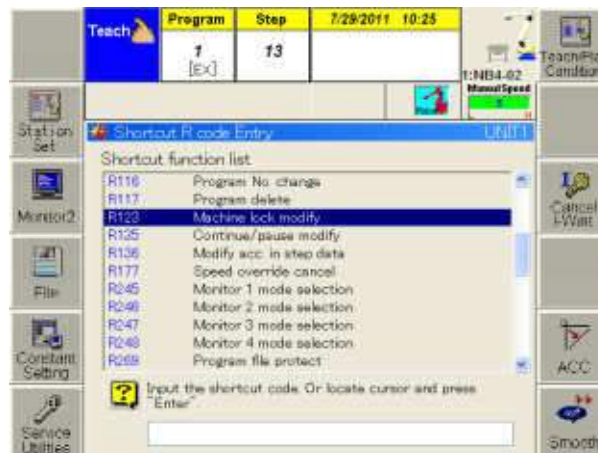 Teach
Program
Step
7/29/2011 10:25
1
[EX]
13
1:NB4-02
Manual Speed
Teach/Pla
Condition
Station
Set
Shortcut R code Entry
UNIT1
Shortcut function list
R116 Program No. change
R117 Program delete
R123 Machine lock modify
R125 Continue/pause modify
R136 Modify acc. in step data
R177 Speed override cancel
R245 Monitor 1 mode selection
R246 Monitor 2 mode selection
R247 Monitor 3 mode selection
R248 Monitor 4 mode selection
R269 Program file protect
Monitor2
Cancel
I-Wait
File
Constant
Setting
ACC
Input the shortcut code. Or locate cursor and press
"Enter"
Service
Utilities
Smooth